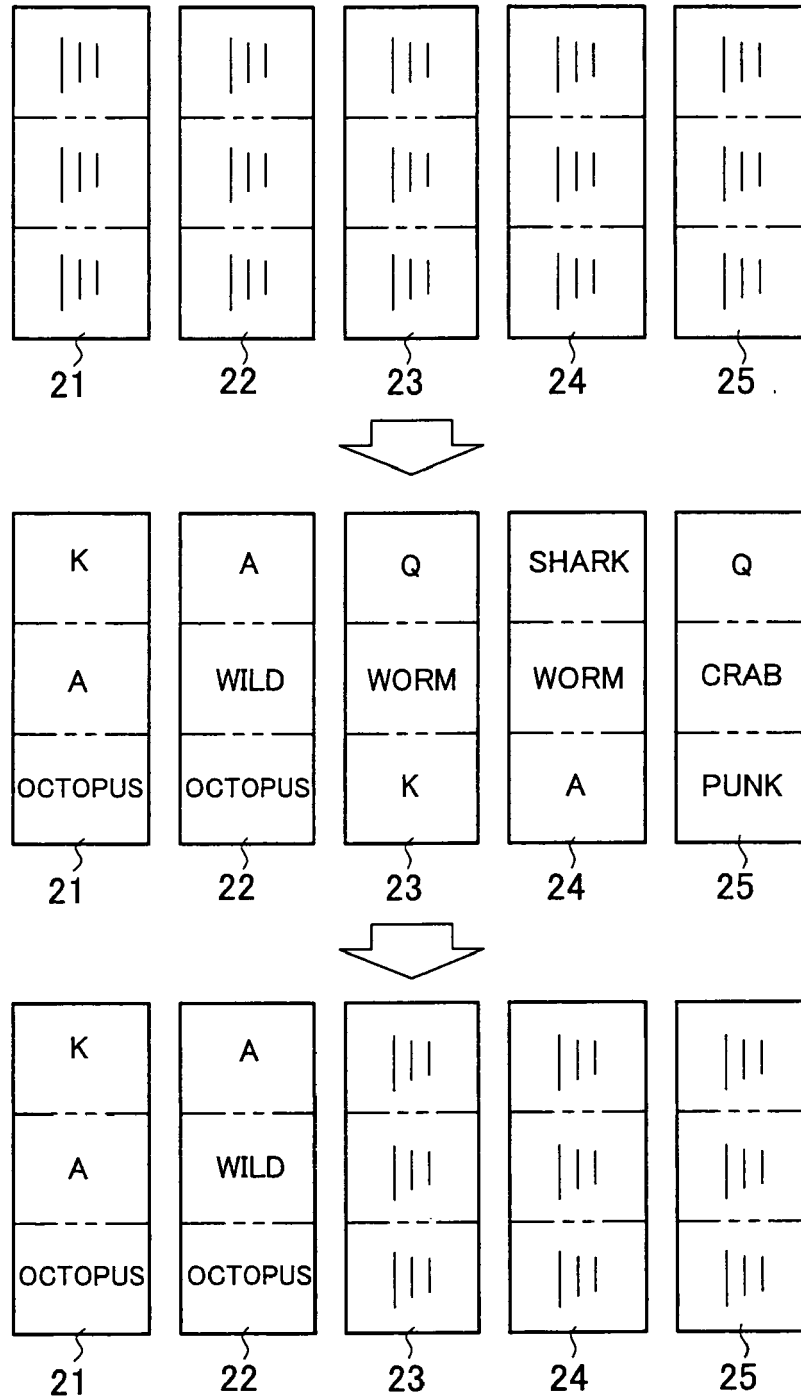 21 22 23 24 25
K A Q SHARK Q
A WILD WORM WORM CRAB
OCTOPUS OCTOPUS K A PUNK
21 22 23 24 25
K A
A WILD
OCTOPUS OCTOPUS
21 22 23 24 25